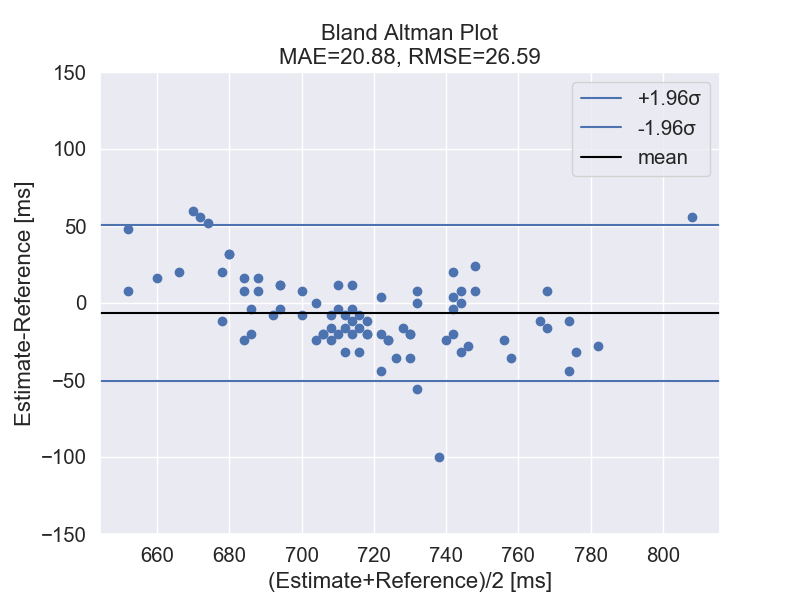 Bland Altman Plot
MAE=20.88, RMSE=26.59
+1.96σ
-1.96σ
mean
150
100
50
0
−50
−100
−150
Estimate-Reference [ms]
660 680 700 720 740 760 780 800
(Estimate+Reference)/2 [ms]